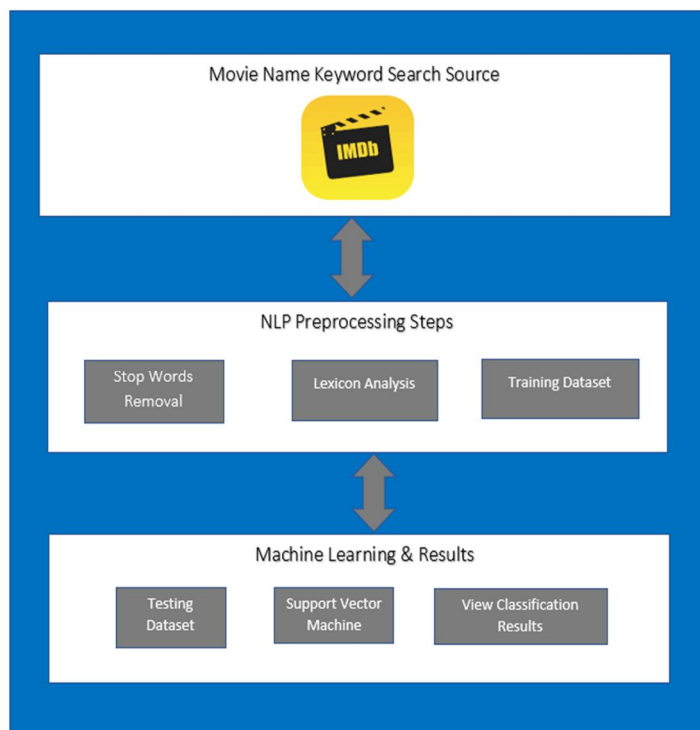 Movie Name Keyword Search Source
IMDb
NLP Preprocessing Steps
Stop Words
Removal
Lexicon Analysis
Training Dataset
Machine Learning & Results
Testing
Dataset
Support Vector
Machine
View Classification
Results